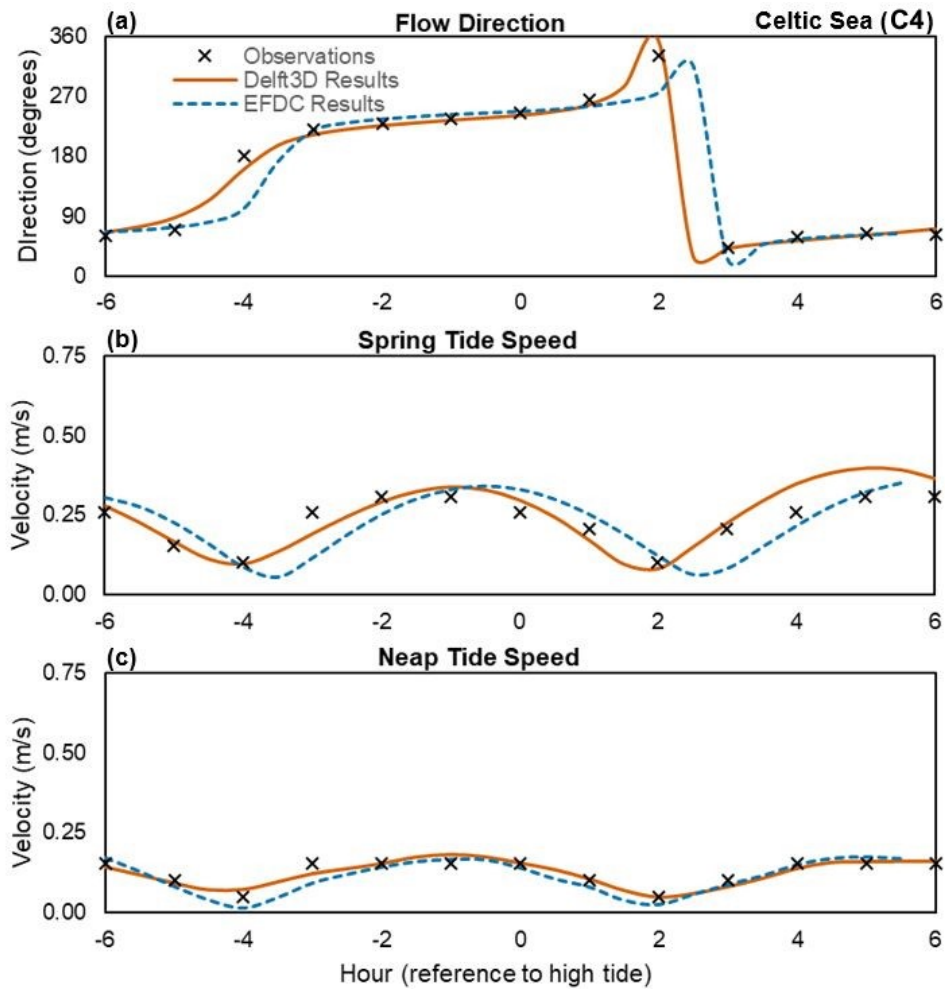 (a) Flow Direction Celtic Sea (C4)
Observations
Delft3D Results
EFDC Results
DIrection (degrees)
360
270
180
90
0
-6 -4 -2 0 2 4 6
(b) Spring Tide Speed
Velocity (m/s)
0.75
0.50
0.25
0.00
-6 -4 -2 0 2 4 6
(c) Neap Tide Speed
Velocity (m/s)
0.75
0.50
0.25
0.00
-6 -4 -2 0 2 4 6
Hour (reference to high tide)